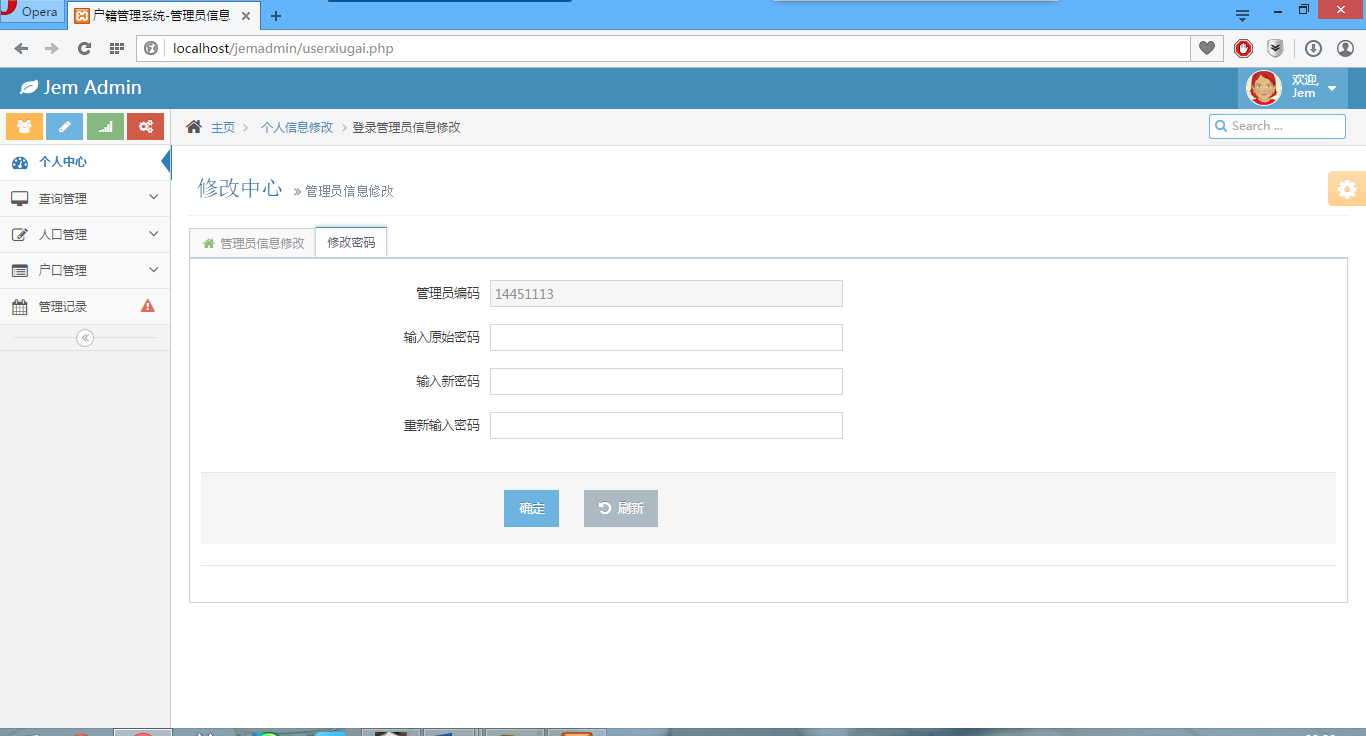 Opera
户籍管理系统-管理员信息
localhost/jemadmin/userxiugai.php
Jem Admin
欢迎,
Jem
主页
个人信息修改
登录管理员信息修改
Search ...
个人中心
查询管理
人口管理
户口管理
管理记录
修改中心 » 管理员信息修改
管理员信息修改
修改密码
管理员编码 14451113
输入原始密码
输入新密码
重新输入密码
确定
刷新